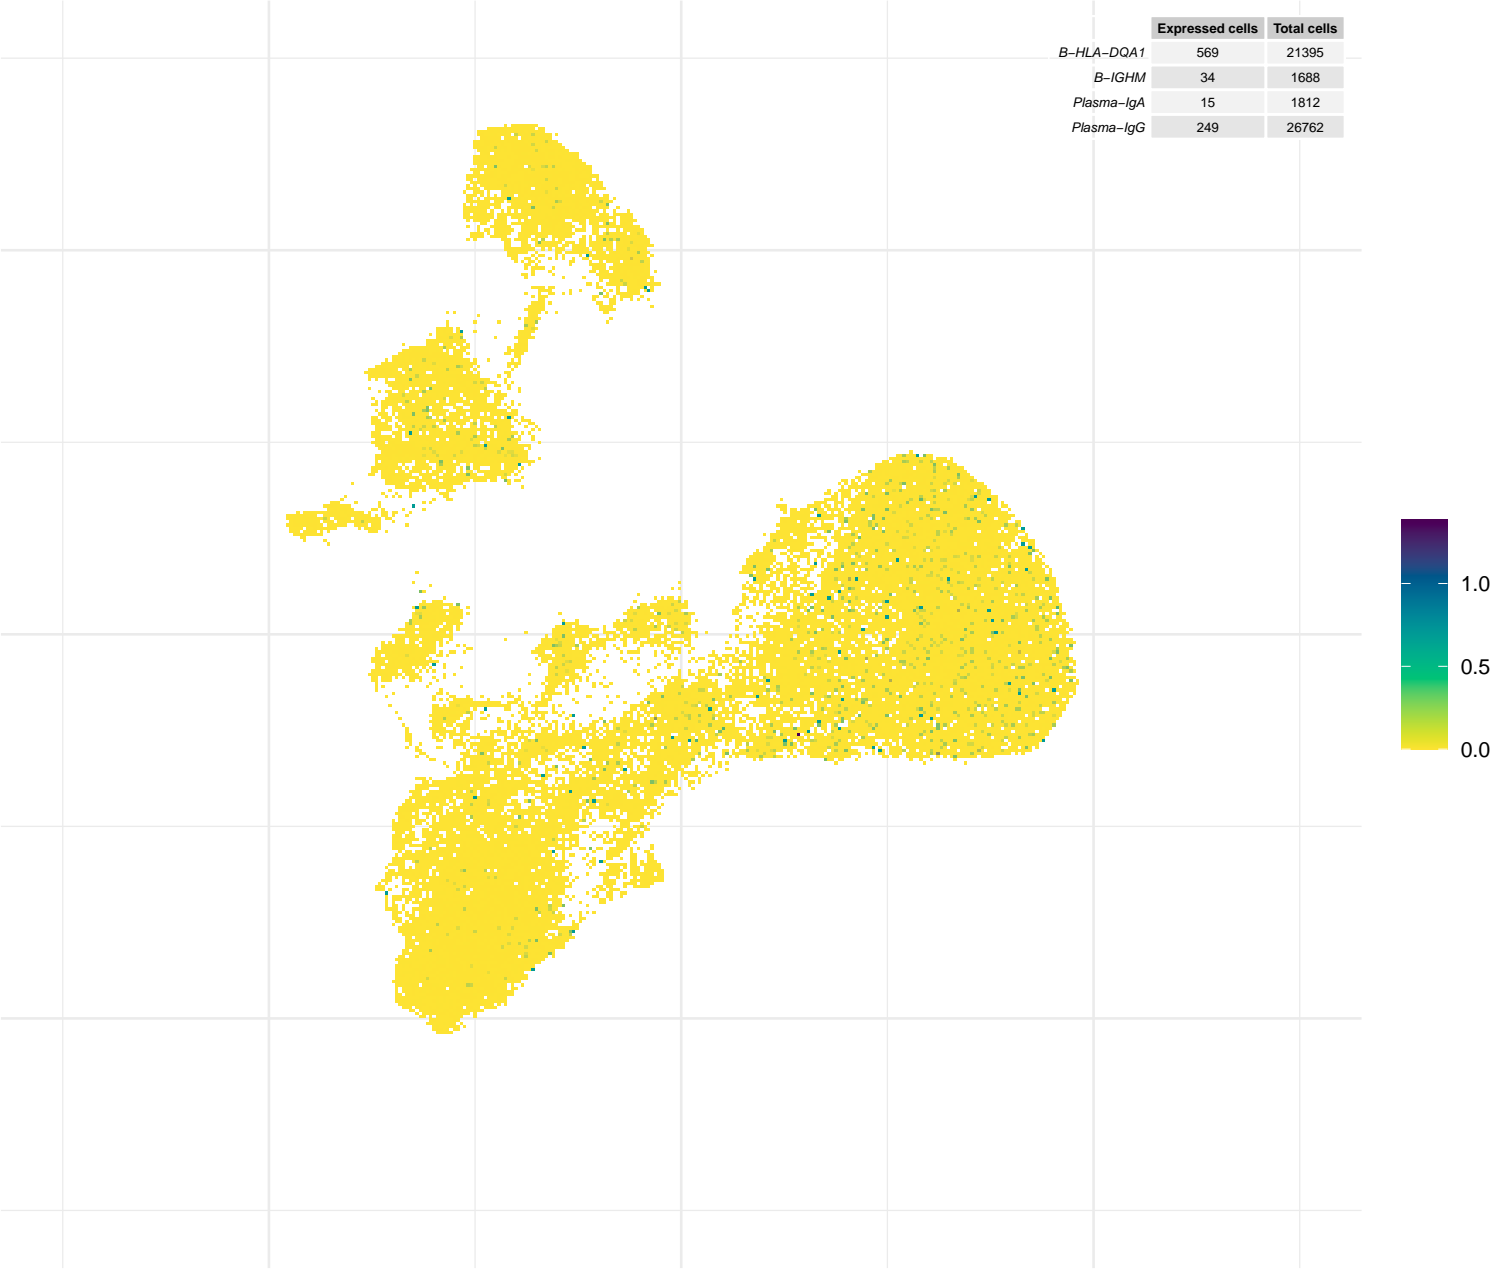 Expressed cells Total cells
B−HLA−DQA1 569 21395
B−IGHM 34 1688
Plasma−IgA 15 1812
Plasma−IgG 249 26762
1.0
0.5
0.0